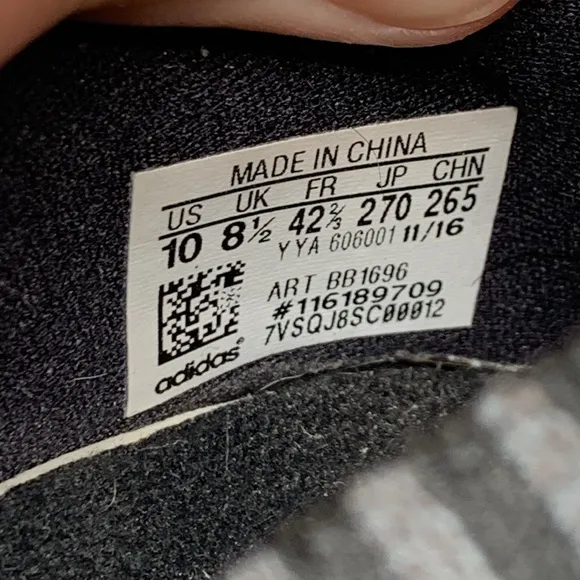 MADE IN CHINA
US UK FR JP CHN
10 8½ 42⅔ 270 265
YYA 606001 11/16
ART BB1696
#116189709
7VSQJ8SC00012
adidas®